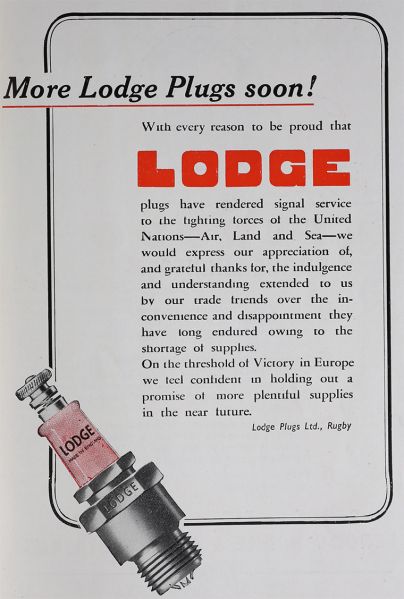 More Lodge Plugs soon!
With every reason to be proud that
LODGE
plugs have rendered signal service
to the fighting forces of the United
Nations—Air, Land and Sea—we
would express our appreciation of,
and grateful thanks for, the indulgence
and understanding extended to us
by our trade friends over the in-
convenience and disappointment they
have long endured owing to the
shortage of supplies.
On the threshold of Victory in Europe
we feel confident in holding out a
promise of more plentiful supplies
in the near future.
Lodge Plugs Ltd., Rugby
LODGE
MADE IN ENGLAND
LODGE